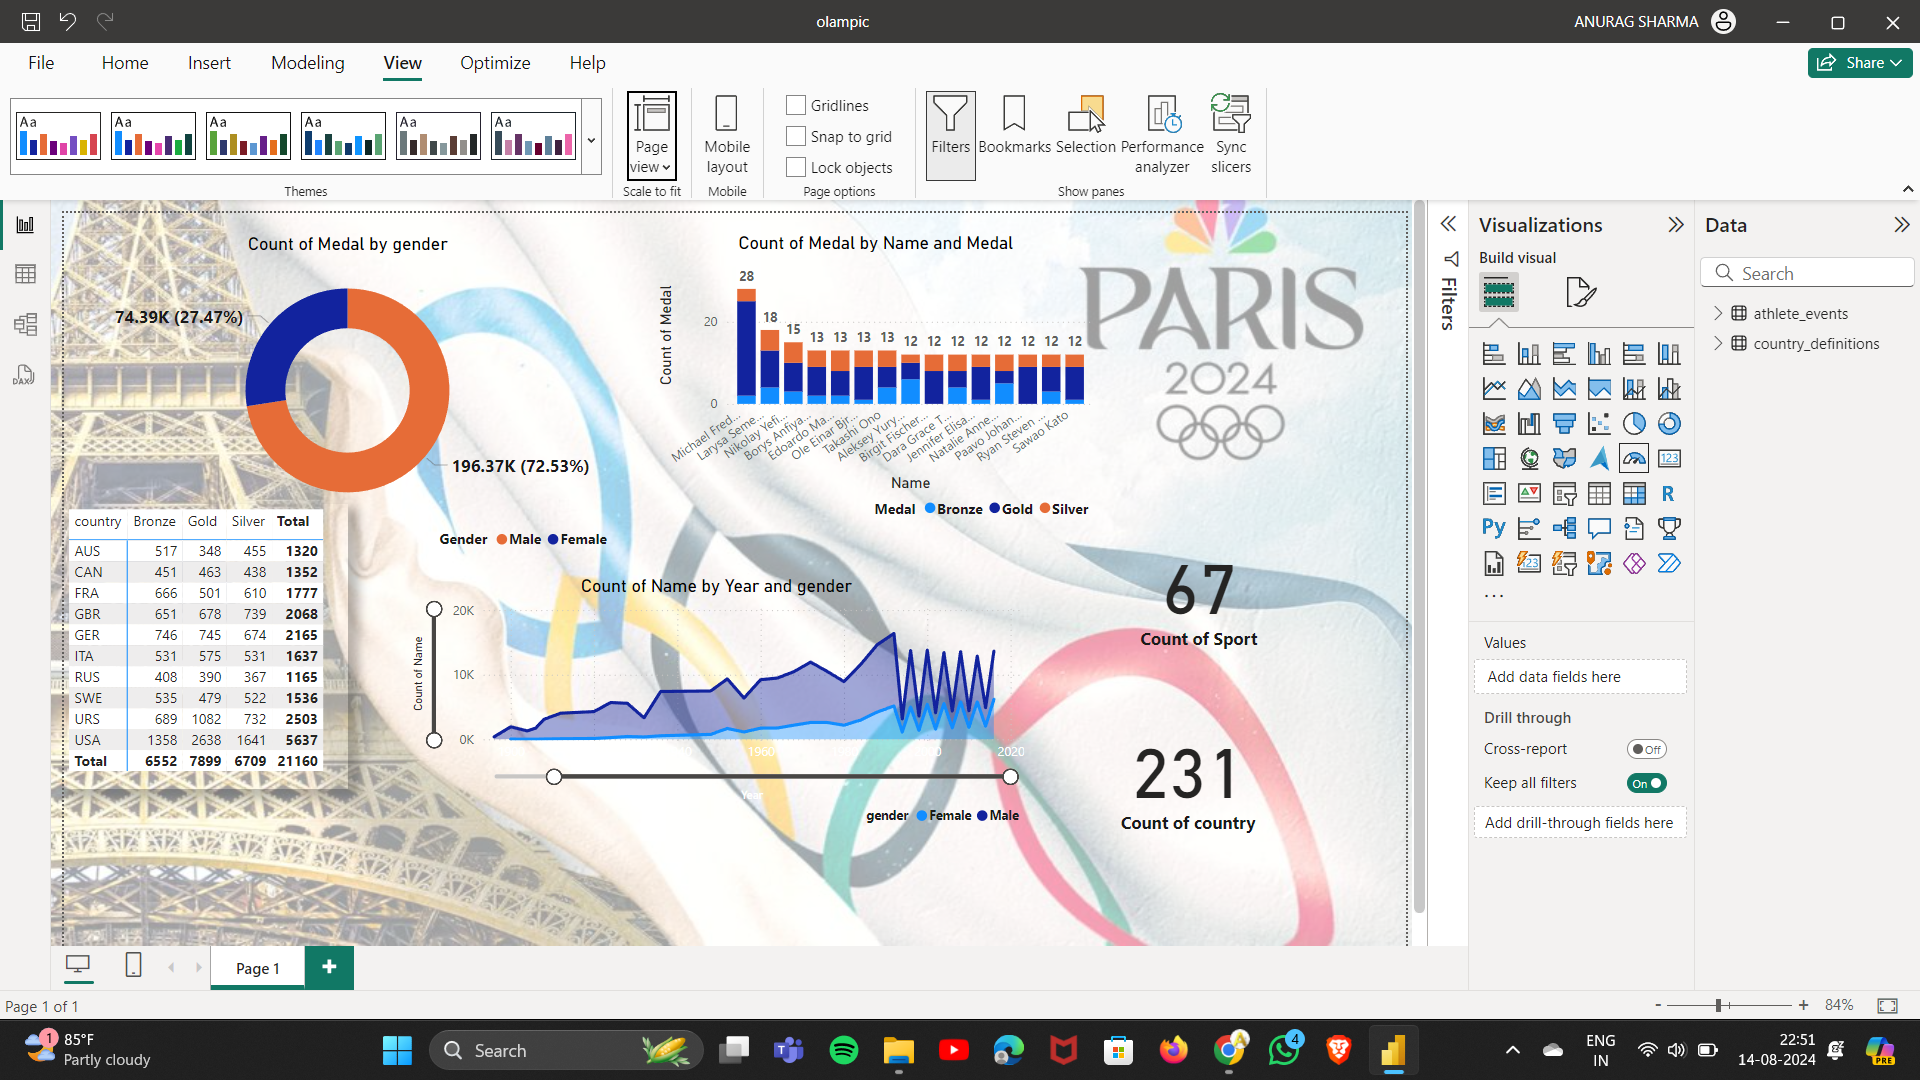 olampic
ANURAG SHARMA
File Home Insert Modeling View Optimize Help
Share
Aa Aa Aa Aa Aa Aa
Page view
Mobile layout
Gridlines
Snap to grid
Lock objects
Filters
Bookmarks
Selection
Performance analyzer
Sync slicers
Themes
Scale to fit
Mobile
Page options
Show panes
Count of Medal by gender
74.39K (27.47%)
196.37K (72.53%)
Gender Male Female
Count of Medal by Name and Medal
Count of Medal
20
0
28 18 15 13 13 13 13 12 12 12 12 12 12 12 12
Michael Fred...
Larysa Seme...
Nikolay Yefi...
Borys Anfiya...
Edoardo Ma...
Ole Einar Bjr...
Takashi Ono
Aleksey Yury...
Birgit Fischer...
Dara Grace T...
Jennifer Elisa...
Natalie Anne...
Paavo Johan...
Ryan Steven ...
Sawao Kato
Name
Medal Bronze Gold Silver
PARIS
2024
country Bronze Gold Silver Total
AUS 517 348 455 1320
CAN 451 463 438 1352
FRA 666 501 610 1777
GBR 651 678 739 2068
GER 746 745 674 2165
ITA 531 575 531 1637
RUS 408 390 367 1165
SWE 535 479 522 1536
URS 689 1082 732 2503
USA 1358 2638 1641 5637
Total 6552 7899 6709 21160
Count of Name by Year and gender
Count of Name
20K
10K
0K
1960
2020
Year
gender Female Male
67
Count of Sport
231
Count of country
Filters
Visualizations
Build visual
123
R
Py
123
...
Values
Add data fields here
Drill through
Cross-report
Off
Keep all filters
On
Add drill-through fields here
Data
Search
athlete_events
country_definitions
DAX
Page 1
+
Page 1 of 1
- + 84%
1
85°F
Partly cloudy
Search
4
ENG
IN
22:51
14-08-2024
PRE